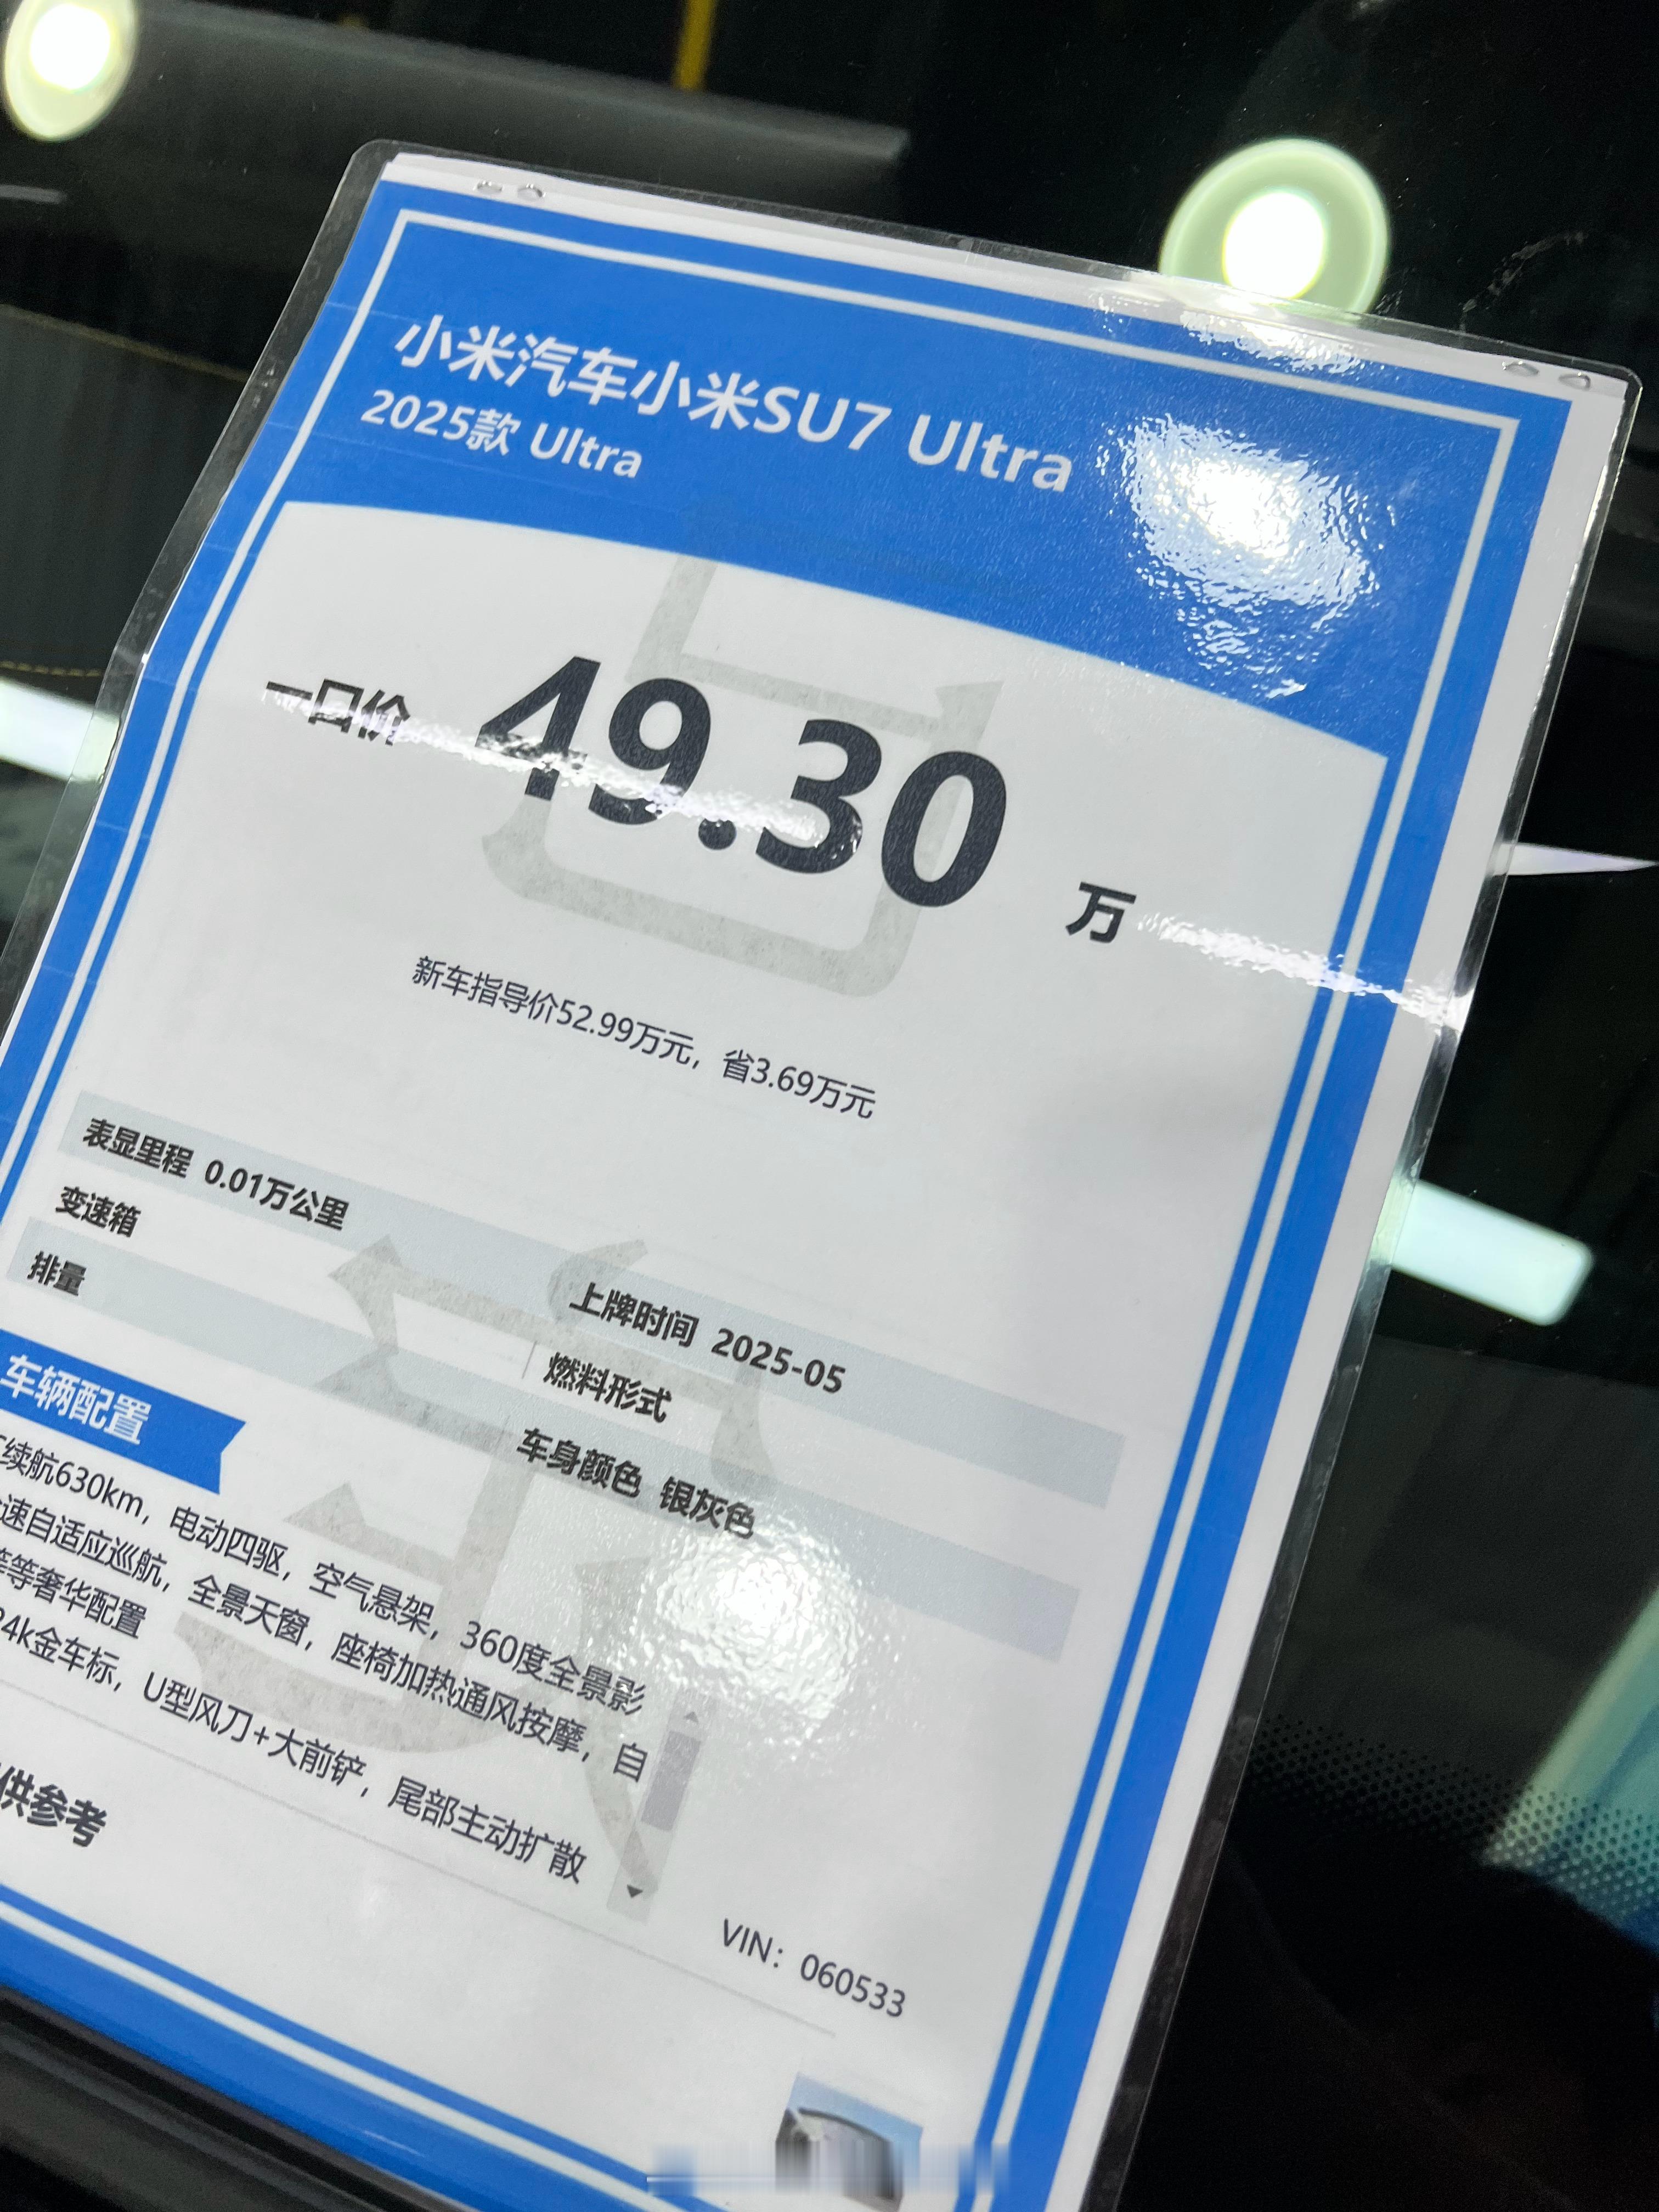 小米汽车小米SU7 Ultra
2025款 Ultra
一口价 49.30 万
新车指导价52.99万元，省3.69万元
表显里程 0.01万公里
上牌时间 2025-05
变速箱
燃料形式
排量
车身颜色 银灰色
车辆配置
续航630km，电动四驱，空气悬架，360度全景影
速自适应巡航，全景天窗，座椅加热通风按摩，自
等等奢华配置
24k金车标，U型风刀+大前铲，尾部主动扩散
供参考
VIN：060533